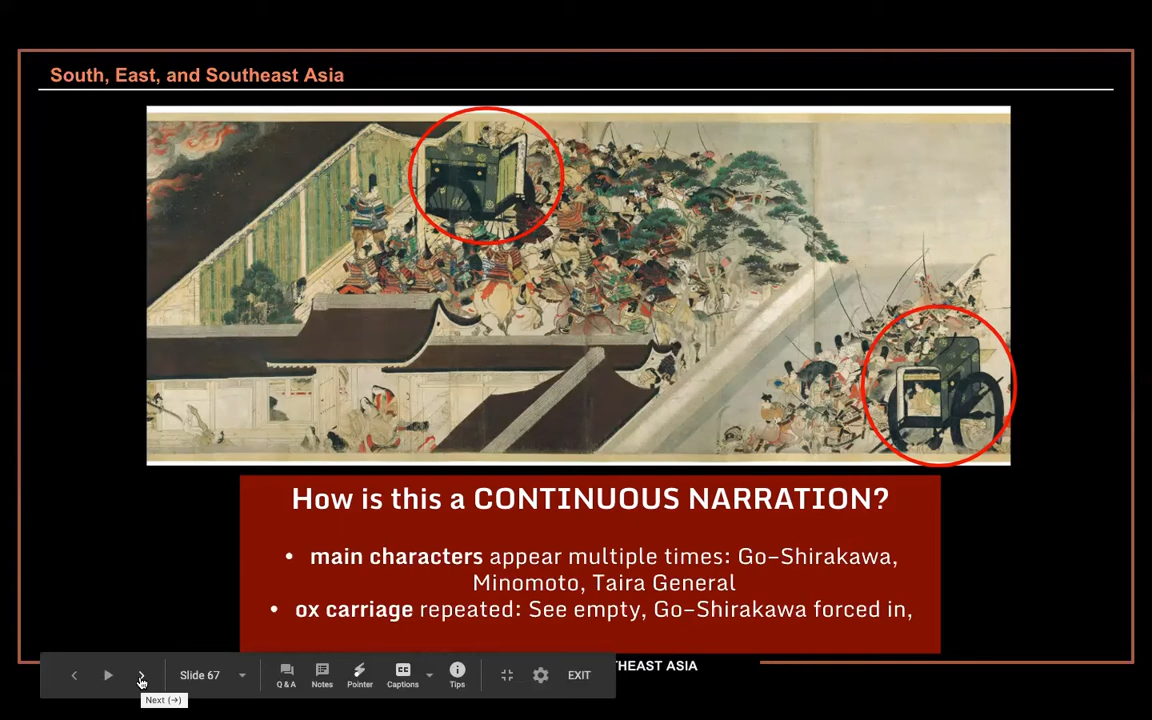 South, East, and Southeast Asia
How is this a CONTINUOUS NARRATION?
• main characters appear multiple times: Go-Shirakawa,
Minomoto, Taira General
• ox carriage repeated: See empty, Go-Shirakawa forced in,
HEAST ASIA
Slide 67
Q & A
Notes
Pointer
CC
Captions
Tips
EXIT
Next (→)